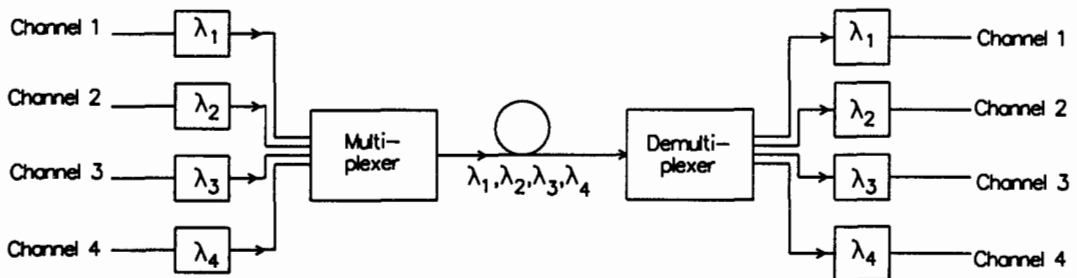 Channel 1
λ1
Channel 2
λ2
Channel 3
λ3
Channel 4
λ4
Multi-
plexer
λ1,λ2,λ3,λ4
Demulti-
plexer
λ1
Channel 1
λ2
Channel 2
λ3
Channel 3
λ4
Channel 4